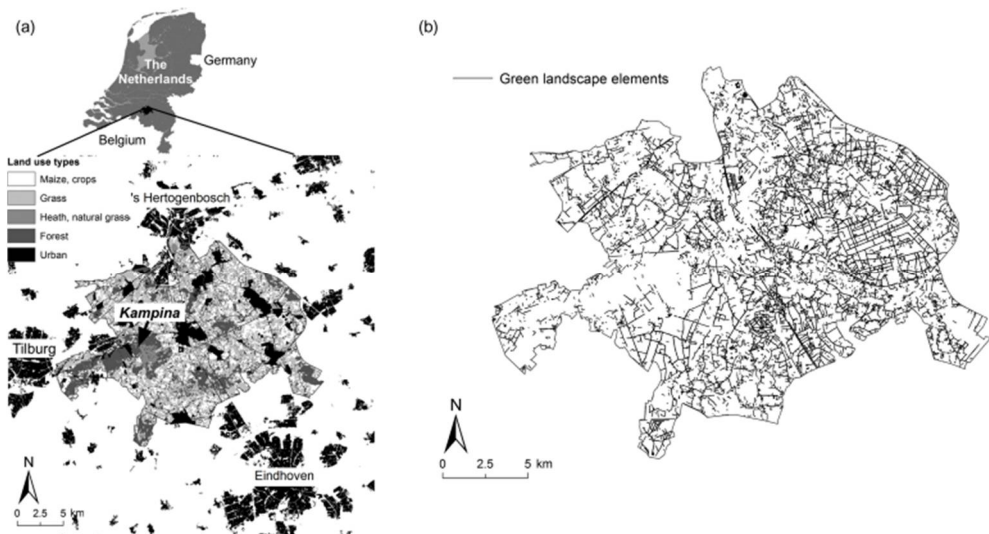 (a)
The
Netherlands
Germany
Belgium
Land use types
Maize, crops
Grass
Heath, natural grass
Forest
Urban
's Hertogenbosch
Kampina
Tilburg
Eindhoven
N
0 2.5 5 km
(b)
Green landscape elements
N
0 2.5 5 km